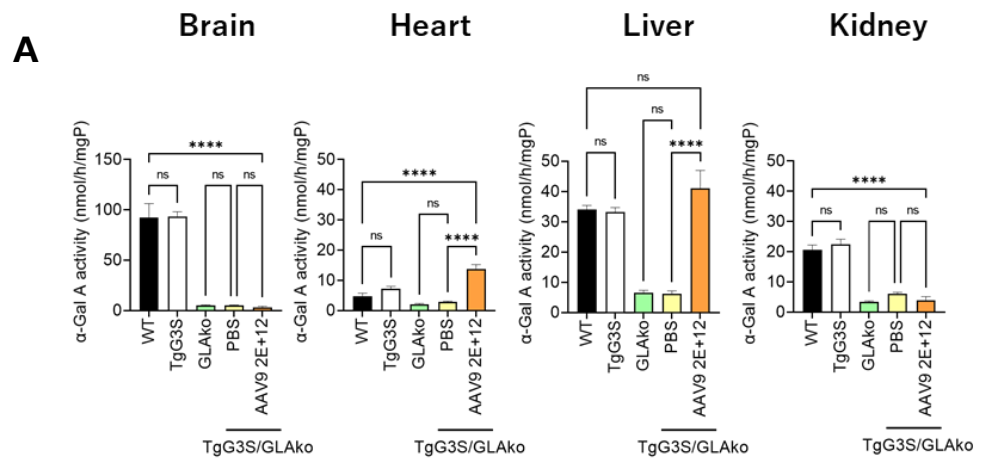 A
Brain
Heart
Liver
Kidney
α-Gal A activity (nmol/h/mgP)
150
100
50
0
****
ns
ns
ns
WT
TgG3S
GLAko
PBS
AAV9 2E+12
TgG3S/GLAko
α-Gal A activity (nmol/h/mgP)
50
40
30
20
10
0
****
ns
ns
****
WT
TgG3S
GLAko
PBS
AAV9 2E+12
TgG3S/GLAko
α-Gal A activity (nmol/h/mgP)
50
40
30
20
10
0
ns
ns
ns
****
WT
TgG3S
GLAko
PBS
AAV9 2E+12
TgG3S/GLAko
α-Gal A activity (nmol/h/mgP)
50
40
30
20
10
0
****
ns
ns
ns
WT
TgG3S
GLAko
PBS
AAV9 2E+12
TgG3S/GLAko